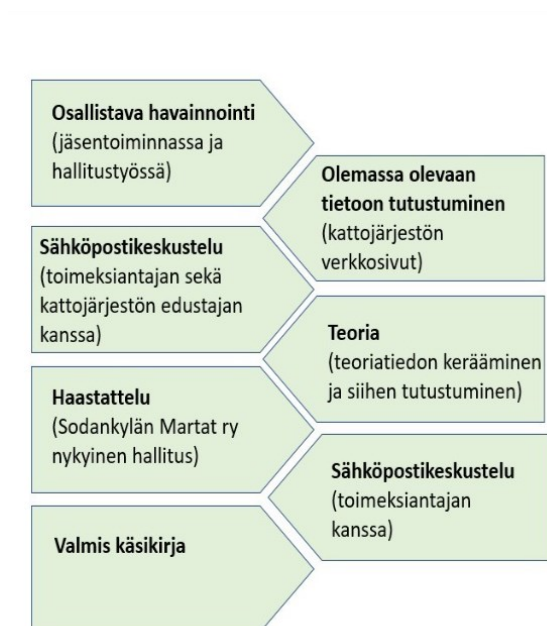 Osallistava havainnointi
(jäsentoiminnassa ja
hallitustyössä)
Olemassa olevaan
tietoon tutustuminen
(kattojärjestön
verkkosivut)
Sähköpostikeskustelu
(toimeksiantajan sekä
kattojärjestön edustajan
kanssa)
Teoria
(teoriatiedon kerääminen
ja siihen tutustuminen)
Haastattelu
(Sodankylän Martat ry
nykyinen hallitus)
Sähköpostikeskustelu
(toimeksiantajan
kanssa)
Valmis käsikirja